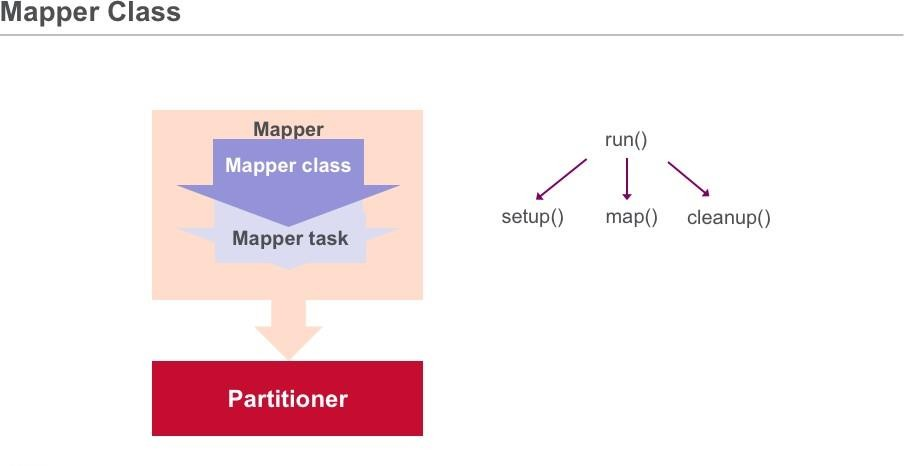 Mapper Class
Mapper
Mapper class
Mapper task
Partitioner
run()
setup() map() cleanup()